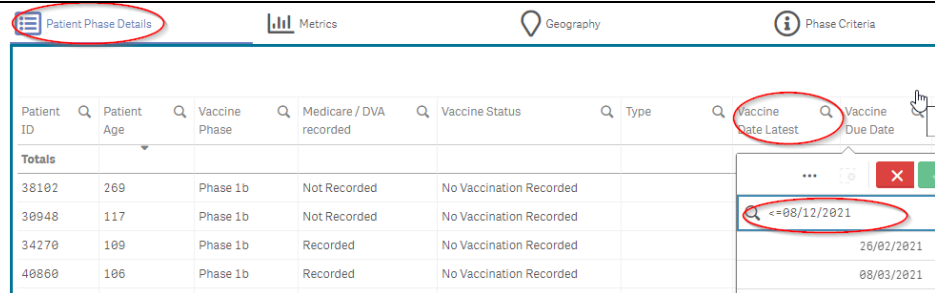 Patient Phase Details Metrics Geography Phase Criteria
Patient ID Patient Age Vaccine Phase Medicare / DVA recorded Vaccine Status Type Vaccine Date Latest Vaccine Due Date
Totals
38102 269 Phase 1b Not Recorded No Vaccination Recorded
30948 117 Phase 1b Not Recorded No Vaccination Recorded
<=08/12/2021
34270 109 Phase 1b Recorded No Vaccination Recorded
26/02/2021
40860 106 Phase 1b Recorded No Vaccination Recorded
08/03/2021